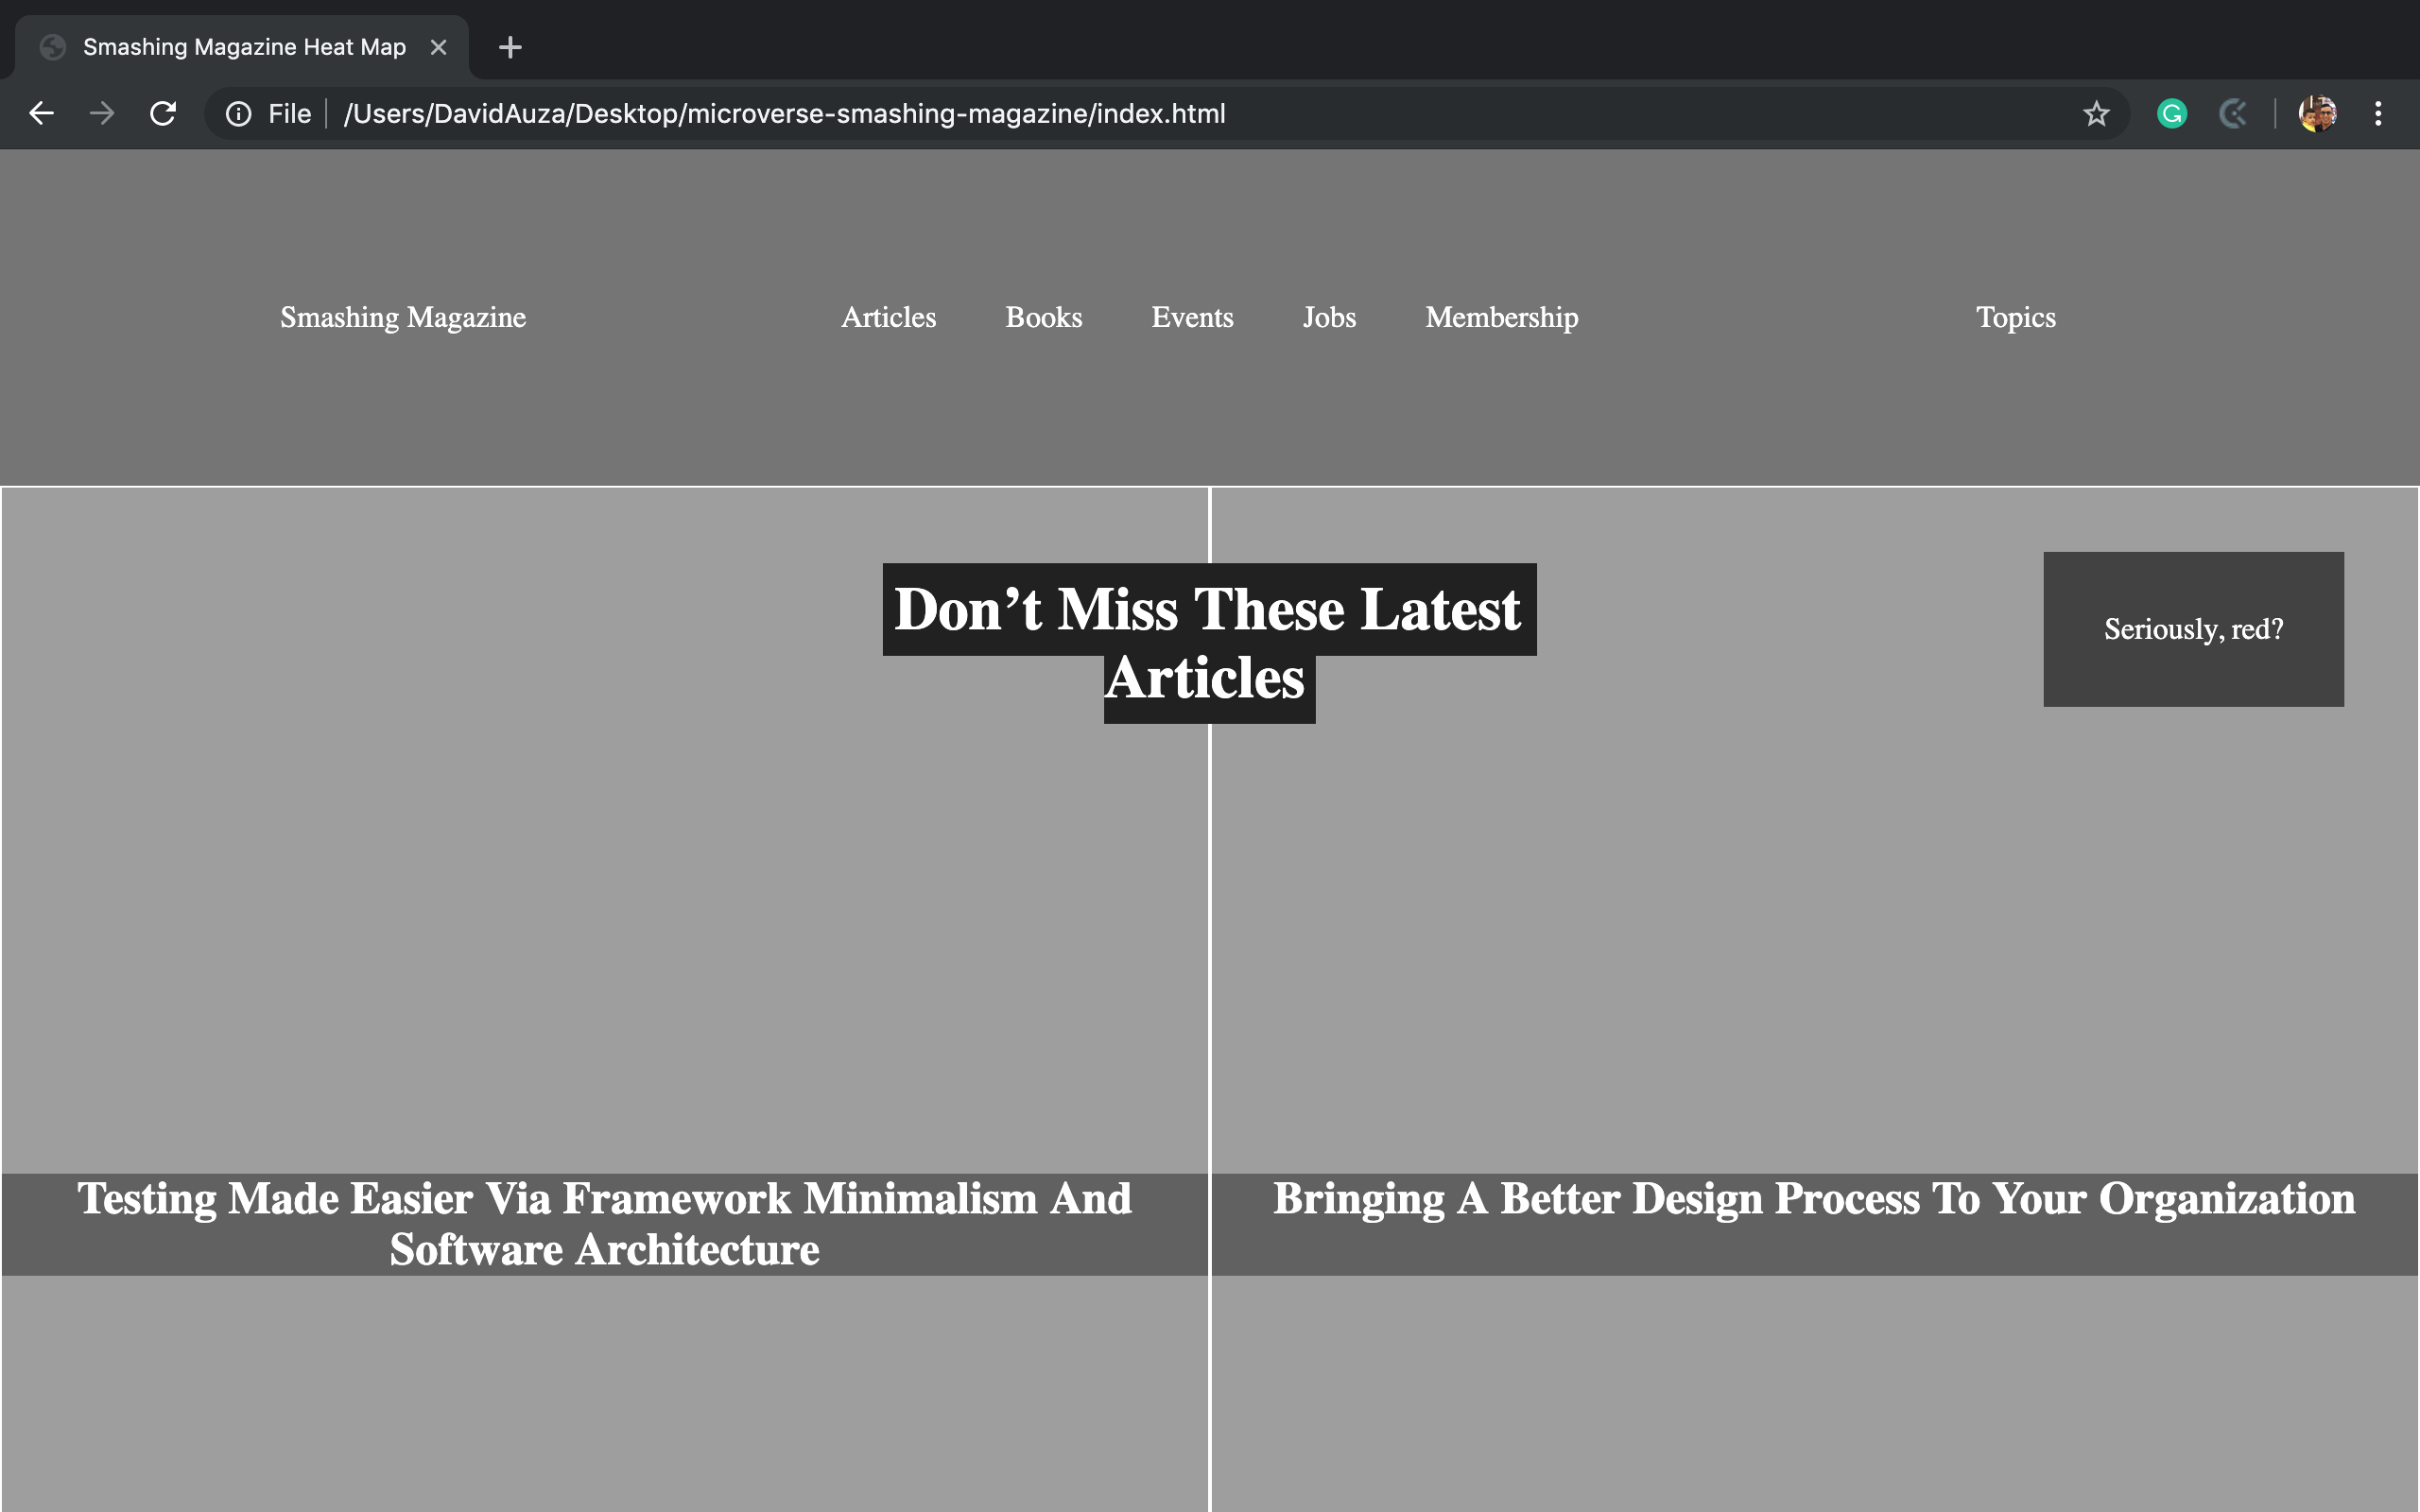 Smashing Magazine Heat Map
File
/Users/DavidAuza/Desktop/microverse-smashing-magazine/index.html
Smashing Magazine
Articles
Books
Events
Jobs
Membership
Topics
Don’t Miss These Latest
Articles
Seriously, red?
Testing Made Easier Via Framework Minimalism And
Software Architecture
Bringing A Better Design Process To Your Organization